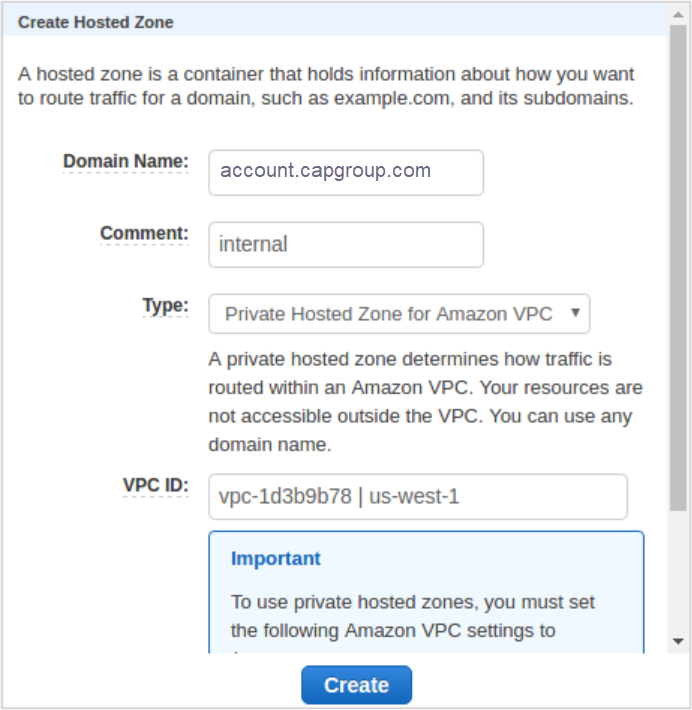 Create Hosted Zone
A hosted zone is a container that holds information about how you want
to route traffic for a domain, such as example.com, and its subdomains.
Domain Name: account.capgroup.com
Comment: internal
Type: Private Hosted Zone for Amazon VPC
A private hosted zone determines how traffic is
routed within an Amazon VPC. Your resources are
not accessible outside the VPC. You can use any
domain name.
VPC ID: vpc-1d3b9b78 | us-west-1
Important
To use private hosted zones, you must set
the following Amazon VPC settings to
Create